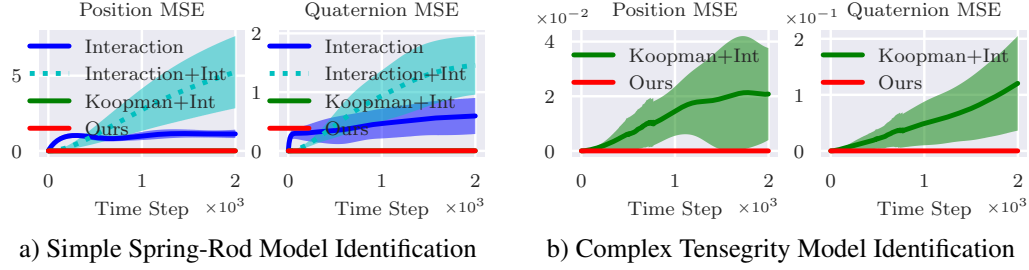 Position MSE
Interaction
Interaction+Int
Koopman+Int
Ours
5
0
0
1
2
Time Step
×10³
Quaternion MSE
Interaction
Interaction+Int
Koopman+Int
Ours
2
1
0
0
1
2
Time Step
×10³
a) Simple Spring-Rod Model Identification
×10⁻²
Position MSE
Koopman+Int
Ours
4
2
0
0
1
2
Time Step
×10³
×10⁻¹
Quaternion MSE
Koopman+Int
Ours
2
1
0
0
1
2
Time Step
×10³
b) Complex Tensegrity Model Identification